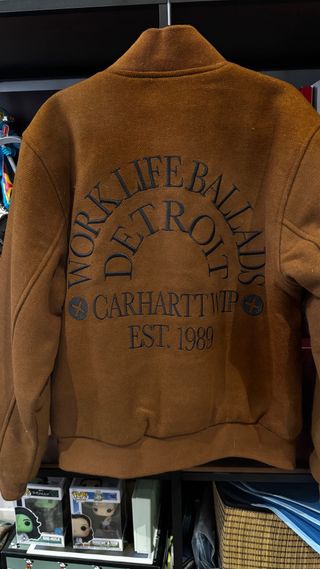 WORK LIFE BALLADS
DETROIT
CARHARTT WIP
EST. 1989